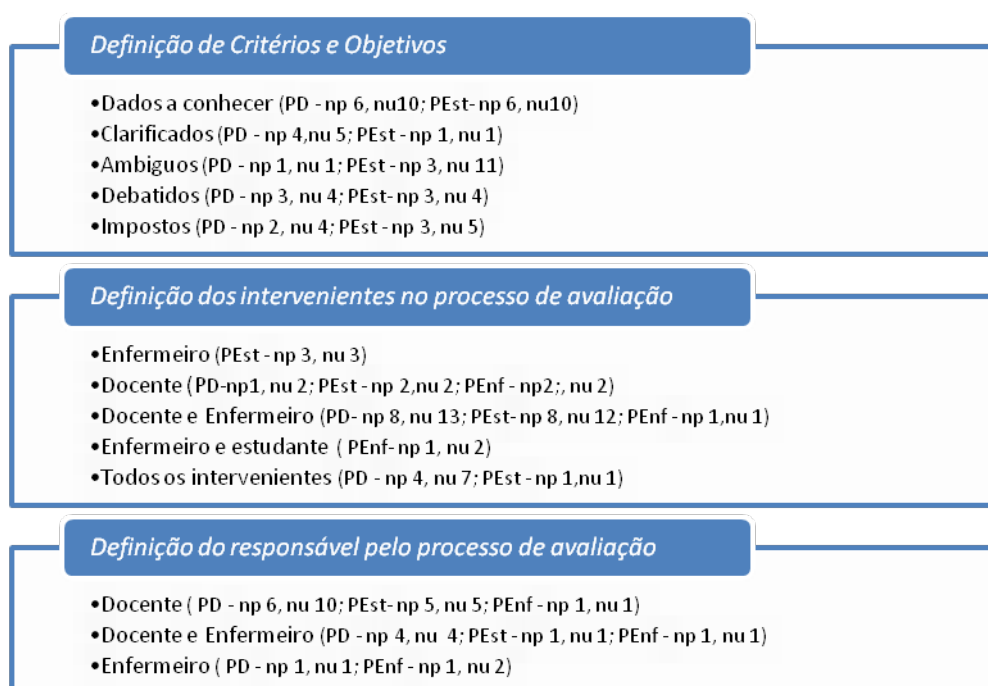 Definição de Critérios e Objetivos
•Dados a conhecer (PD - np 6, nu10; PEst- np 6, nu10)
•Clarificados (PD - np 4,nu 5; PEst - np 1, nu 1)
•Ambiguos (PD - np 1, nu 1; PEst - np 3, nu 11)
•Debatidos (PD - np 3, nu 4; PEst- np 3, nu 4)
•Impostos (PD - np 2, nu 4; PEst - np 3, nu 5)
Definição dos intervenientes no processo de avaliação
•Enfermeiro (PEst - np 3, nu 3)
•Docente (PD-np1, nu 2; PEst - np 2,nu 2; PEnf - np2;, nu 2)
•Docente e Enfermeiro (PD- np 8, nu 13; PEst- np 8, nu 12; PEnf - np 1,nu 1)
•Enfermeiro e estudante ( PEnf- np 1, nu 2)
•Todos os intervenientes (PD - np 4, nu 7; PEst - np 1,nu 1)
Definição do responsável pelo processo de avaliação
•Docente ( PD - np 6, nu 10; PEst- np 5, nu 5; PEnf - np 1, nu 1)
•Docente e Enfermeiro (PD - np 4, nu 4; PEst - np 1, nu 1; PEnf - np 1, nu 1)
•Enfermeiro ( PD - np 1, nu 1; PEnf - np 1, nu 2)